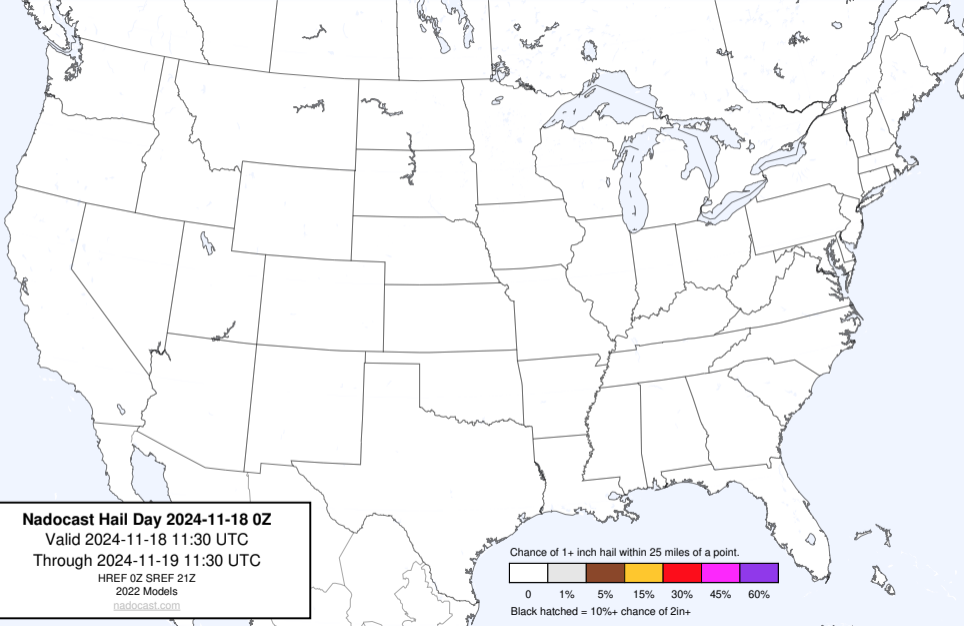 Nadocast Hail Day 2024-11-18 0Z
Valid 2024-11-18 11:30 UTC
Through 2024-11-19 11:30 UTC
HREF 0Z SREF 21Z
2022 Models
nadocast.com
Chance of 1+ inch hail within 25 miles of a point.
0 1% 5% 15% 30% 45% 60%
Black hatched = 10%+ chance of 2in+